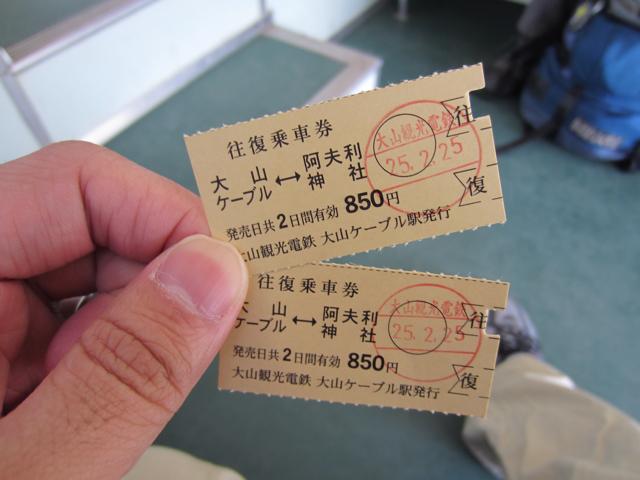 往復乗車券
大山
ケーブル
↔
阿夫利
神社
発売日共2日間有効 850円
大山観光電鉄 大山ケーブル駅発行
大山観光電鉄
25.2.25
往
復
往復乗車券
大山
ケーブル
↔
阿夫利
神社
発売日共2日間有効 850円
大山観光電鉄 大山ケーブル駅発行
大山観光電鉄
25.2.25
往
復